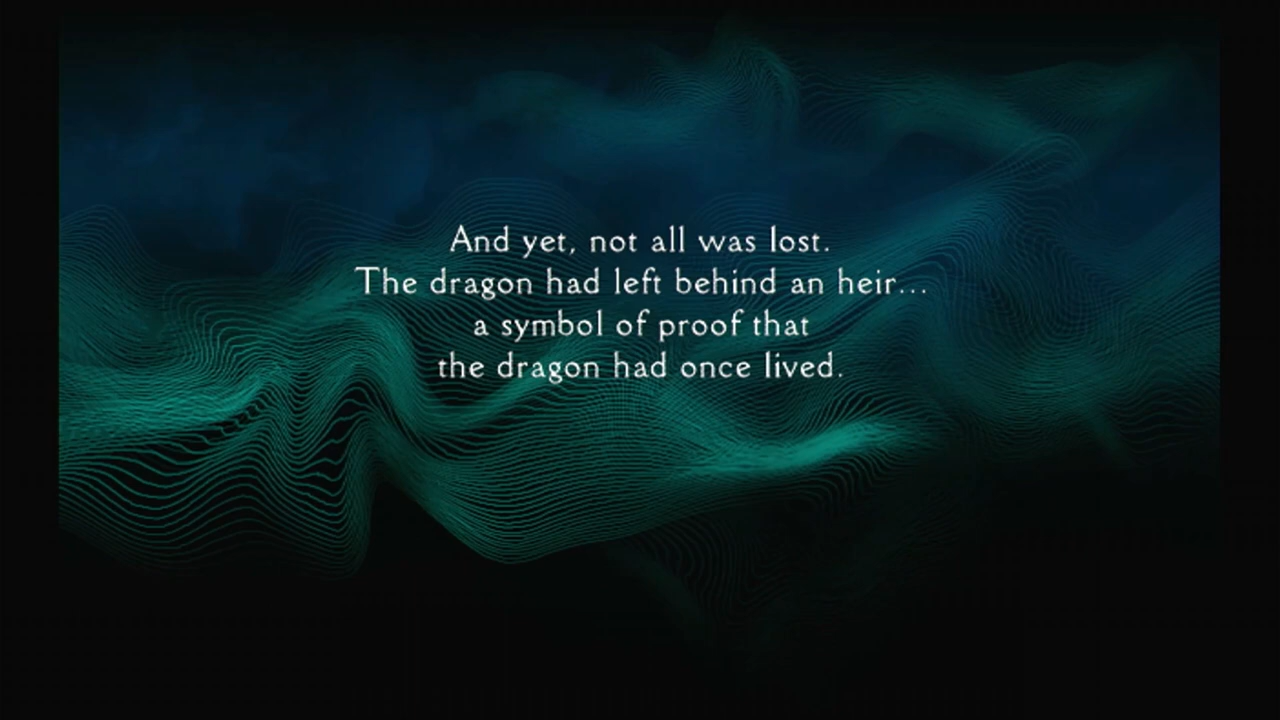 And yet, not all was lost.
The dragon had left behind an heir...
a symbol of proof that
the dragon had once lived.